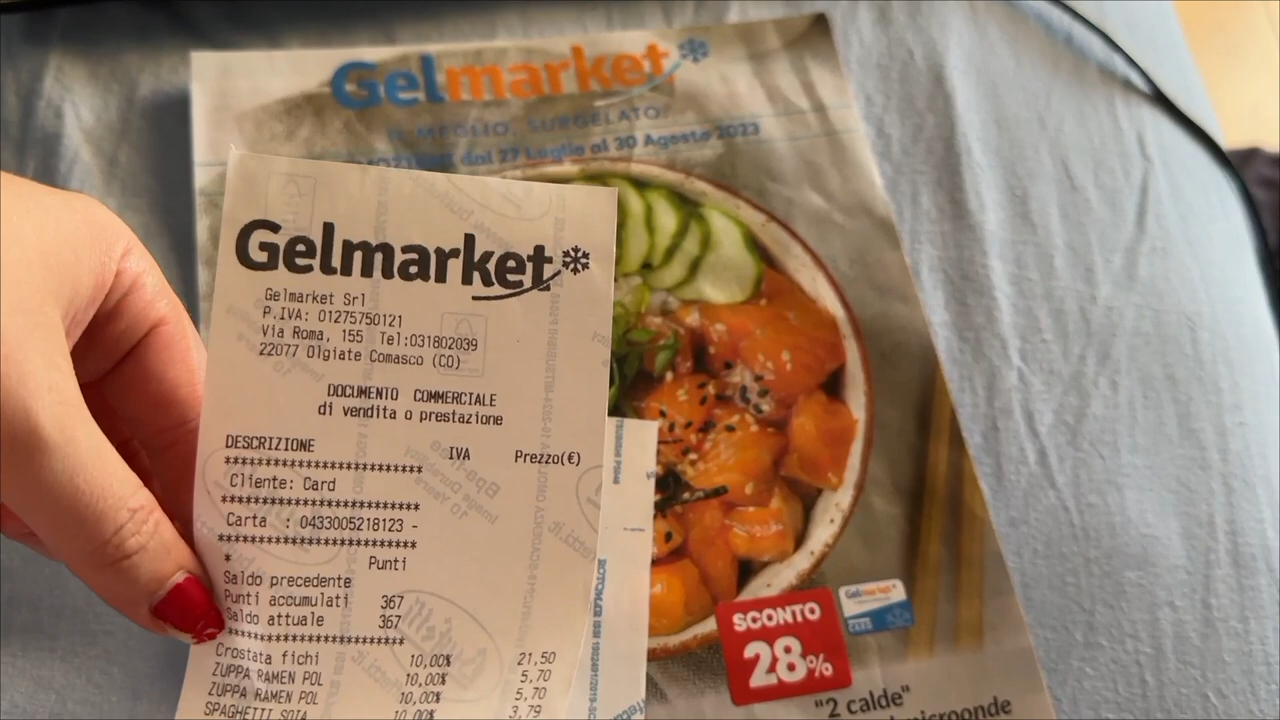 Gelmarket
IL MEGLIO, SURGELATO.
dal 27 Luglio al 30 Agosto 2023
Gelmarket
Gelmarket Srl
P.IVA: 01275750121
Via Roma, 155 Tel:031802039
22077 Olgiate Comasco (CO)
DOCUMENTO COMMERCIALE
di vendita o prestazione
DESCRIZIONE IVA Prezzo(€)
***********************
Cliente: Card
***********************
Carta : 0433005218123 -
***********************
* Punti
Saldo precedente
Punti accumulati 367
Saldo attuale 367
***********************
Crostata fichi 10,00% 21,50
ZUPPA RAMEN POL 10,00% 5,70
ZUPPA RAMEN POL 10,00% 5,70
SPAGHETTI SOIA 10,00% 3,79
Gelmarket
SCONTO
28%
"2 calde"
microonde